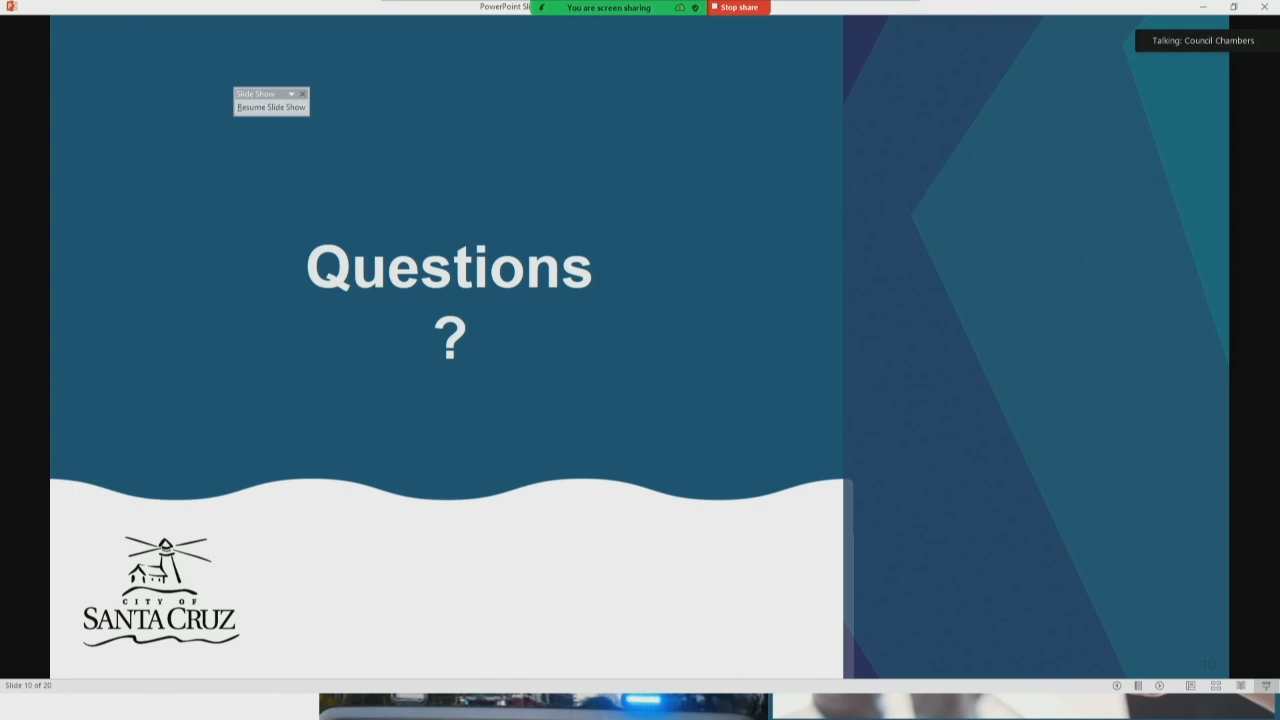 PowerPoint Sli
You are screen sharing
Stop share
Talking: Council Chambers
Slide Show
Resume Slide Show
Questions
?
CITY OF
SANTA CRUZ
10
Slide 10 of 20